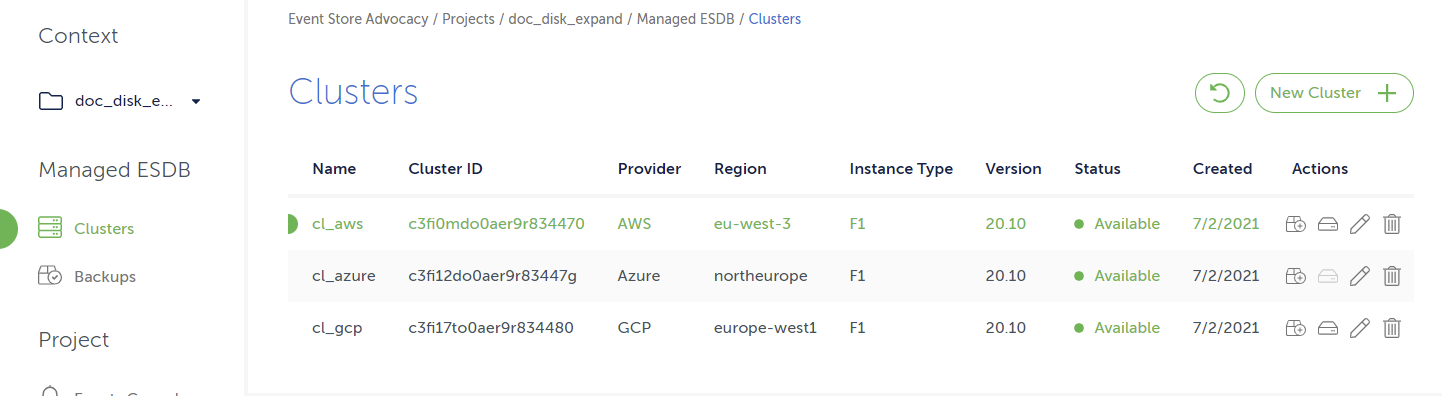 Context
doc_disk_e...
Managed ESDB
Clusters
Backups
Project
Event Store Advocacy / Projects / doc_disk_expand / Managed ESDB / Clusters
Clusters
New Cluster
Name Cluster ID Provider Region Instance Type Version Status Created Actions
cl_aws c3fi0mdo0aer9r834470 AWS eu-west-3 F1 20.10 Available 7/2/2021
cl_azure c3fi12do0aer9r83447g Azure northeurope F1 20.10 Available 7/2/2021
cl_gcp c3fi17to0aer9r834480 GCP europe-west1 F1 20.10 Available 7/2/2021